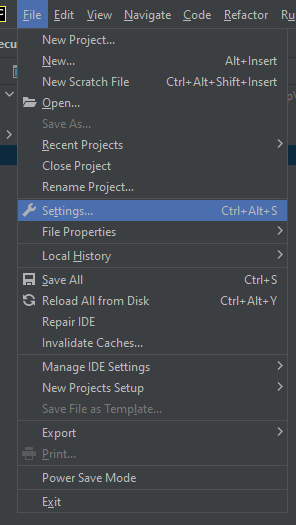 File Edit View Navigate Code Refactor Ru
ecu
New Project...
New... Alt+Insert
New Scratch File Ctrl+Alt+Shift+Insert
Open...
Save As...
Recent Projects
Close Project
Rename Project...
Settings... Ctrl+Alt+S
File Properties
Local History
Save All Ctrl+S
Reload All from Disk Ctrl+Alt+Y
Repair IDE
Invalidate Caches...
Manage IDE Settings
New Projects Setup
Save File as Template...
Export
Print...
Power Save Mode
Exit